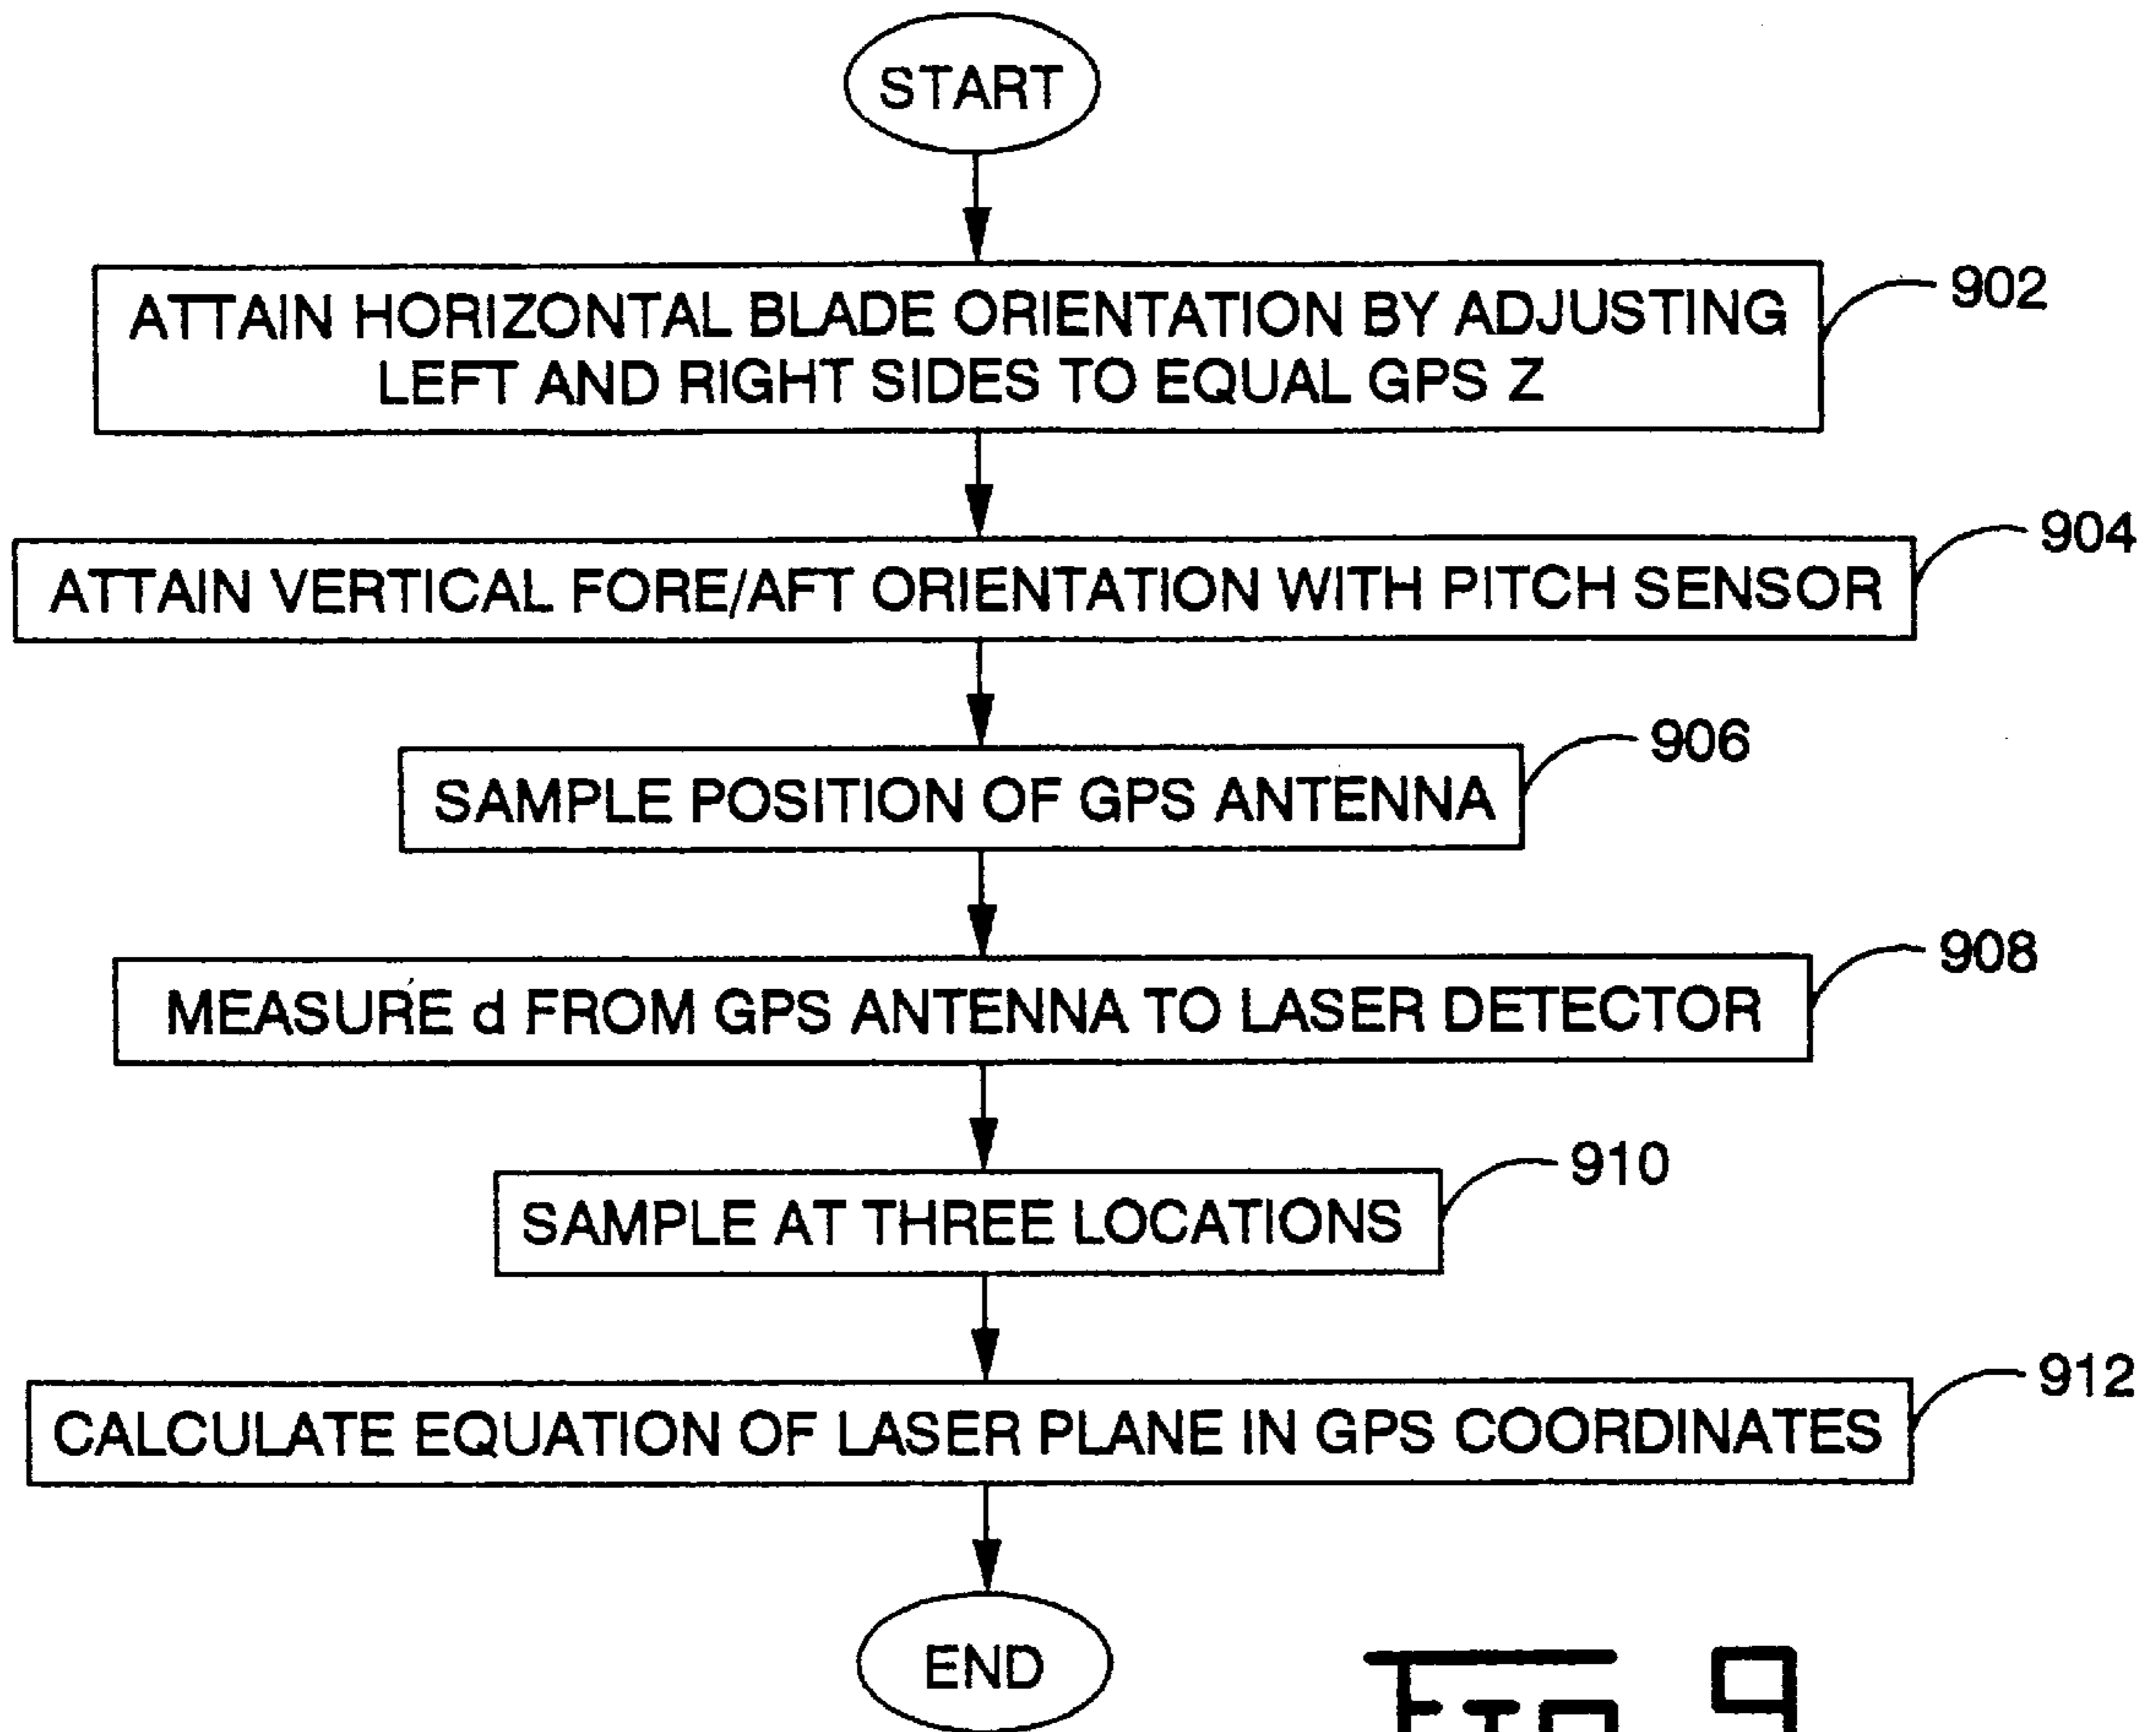 START
ATTAIN HORIZONTAL BLADE ORIENTATION BY ADJUSTING
LEFT AND RIGHT SIDES TO EQUAL GPS Z
902
ATTAIN VERTICAL FORE/AFT ORIENTATION WITH PITCH SENSOR
904
SAMPLE POSITION OF GPS ANTENNA
906
MEASURE d FROM GPS ANTENNA TO LASER DETECTOR
908
SAMPLE AT THREE LOCATIONS
910
CALCULATE EQUATION OF LASER PLANE IN GPS COORDINATES
912
END